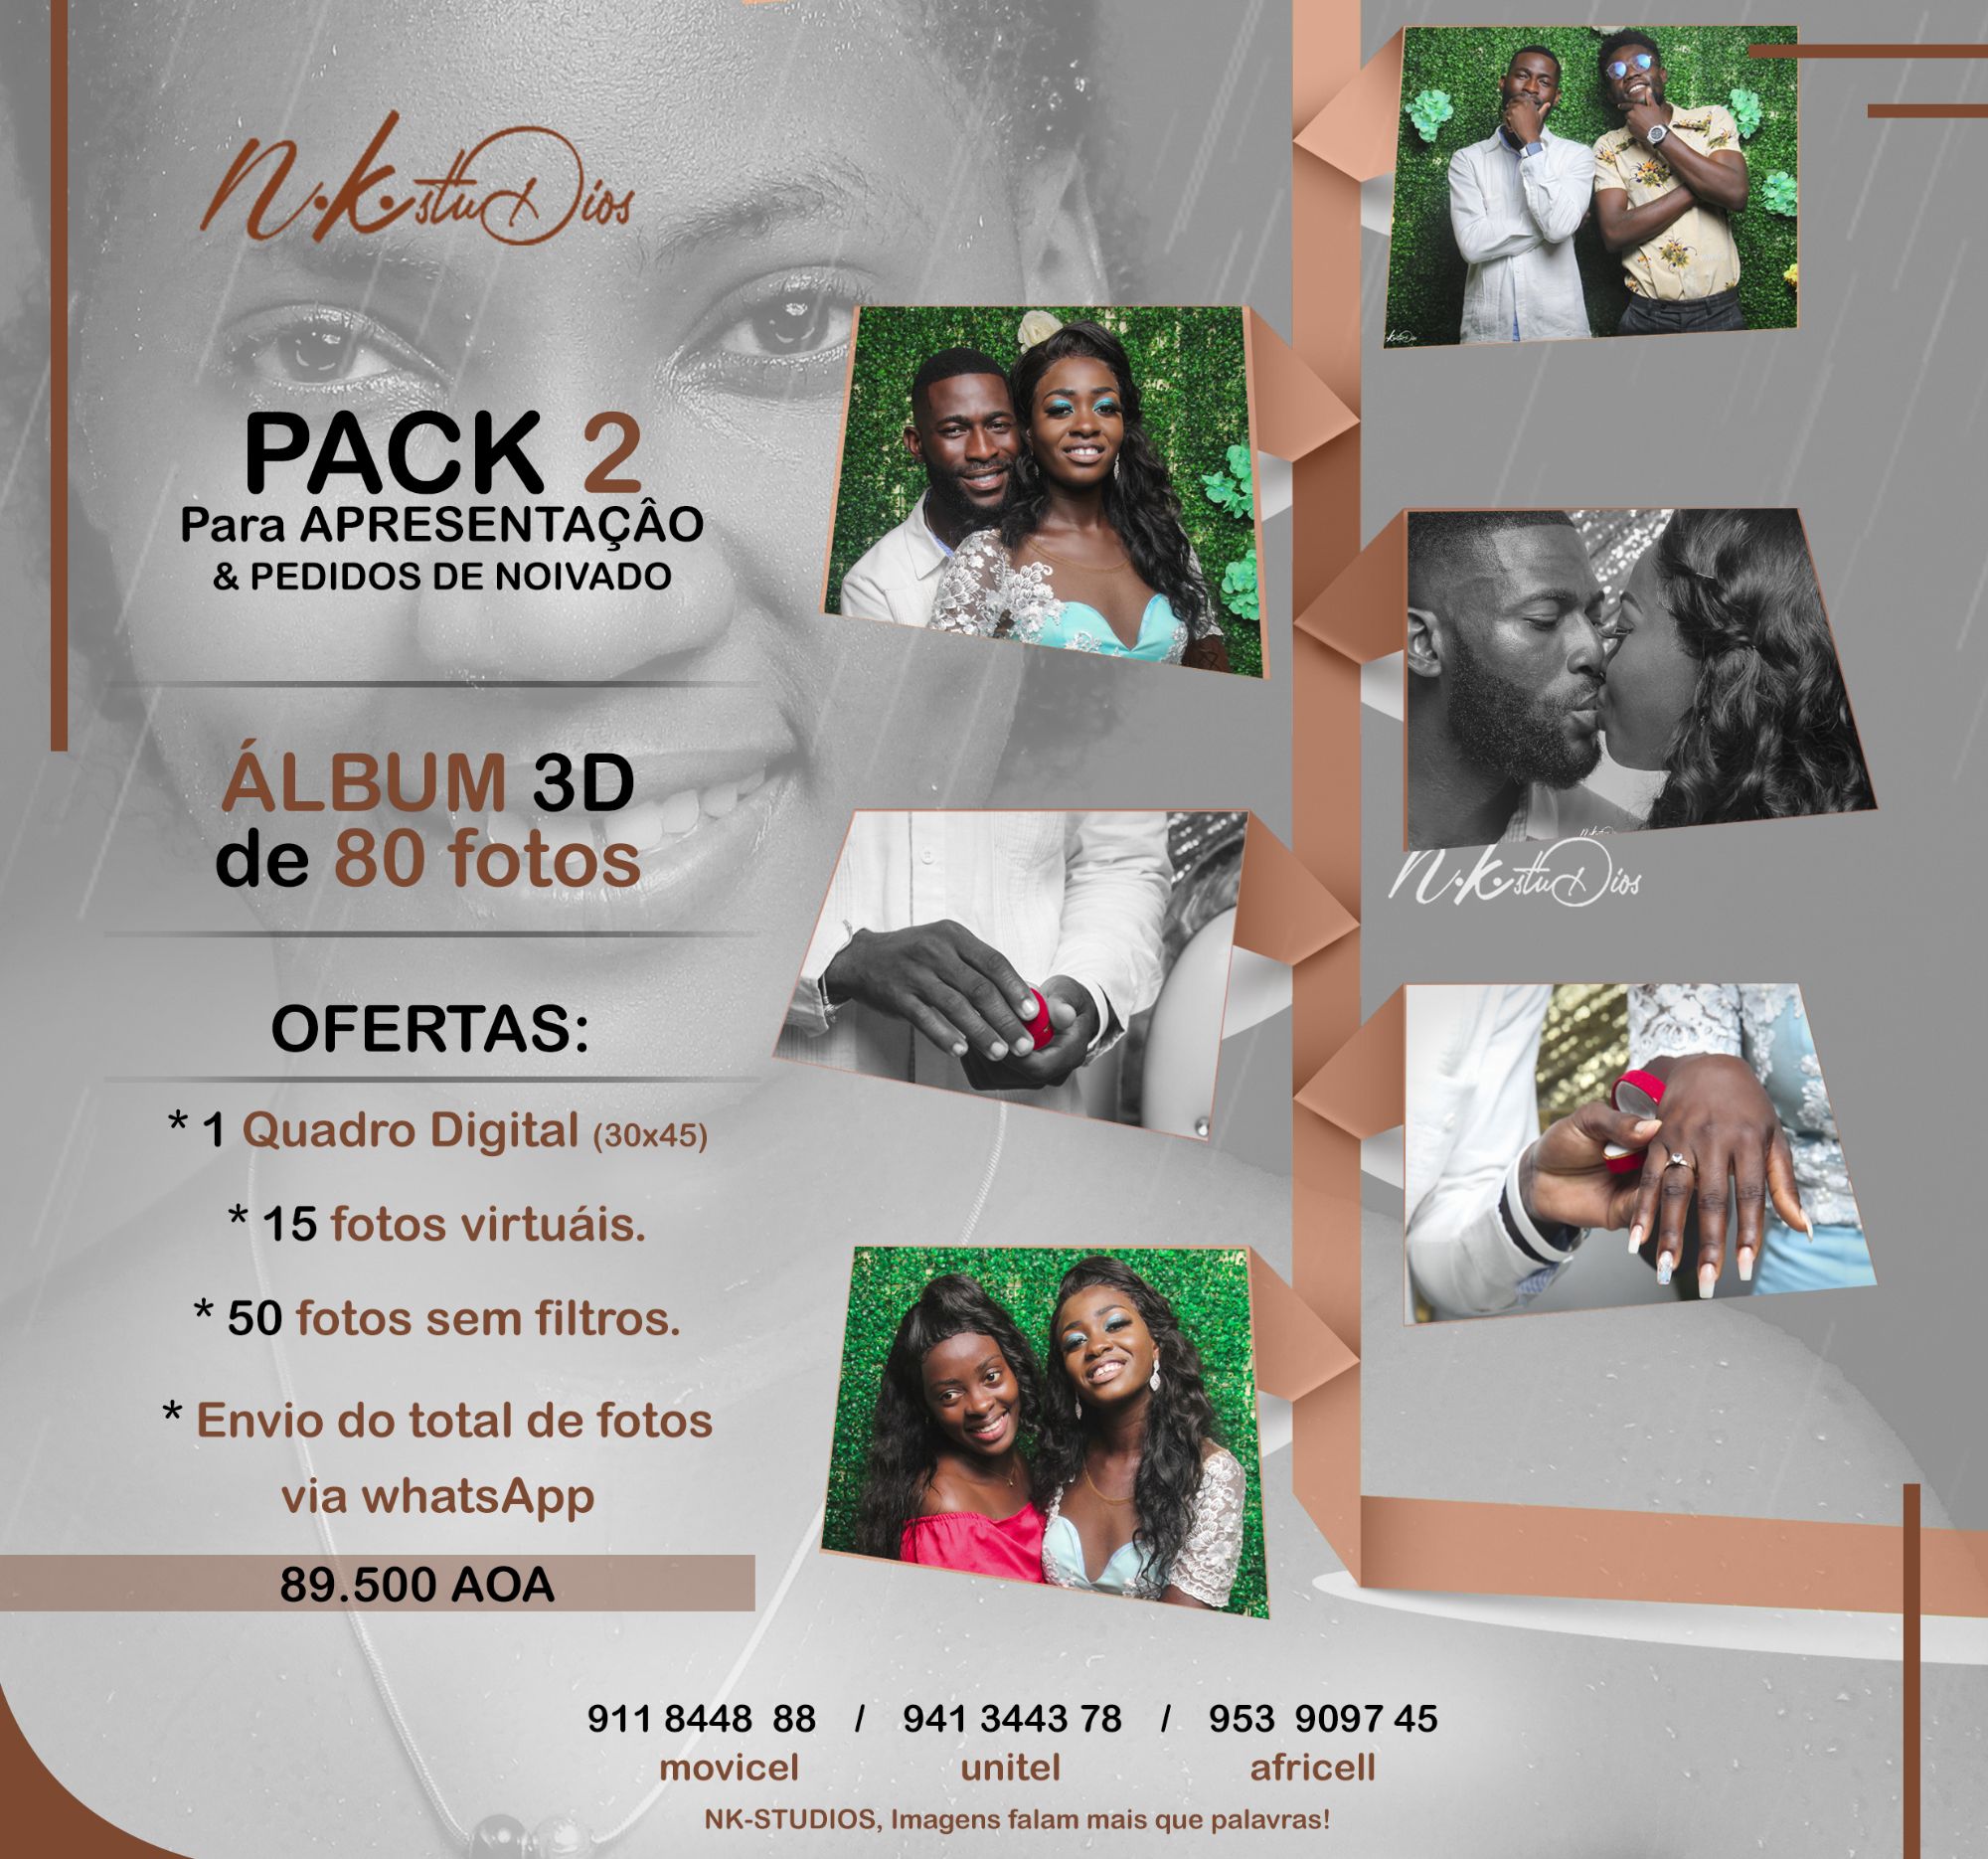 N.K.stuDios
PACK 2
Para APRESENTAÇÂO
& PEDIDOS DE NOIVADO
ÁLBUM 3D
de 80 fotos
OFERTAS:
* 1 Quadro Digital (30x45)
* 15 fotos virtuáis.
* 50 fotos sem filtros.
* Envio do total de fotos
via whatsApp
89.500 AOA
N.K.stuDios
911 8448 88 / 941 3443 78 / 953 9097 45
movicel unitel africell
NK-STUDIOS, Imagens falam mais que palavras!